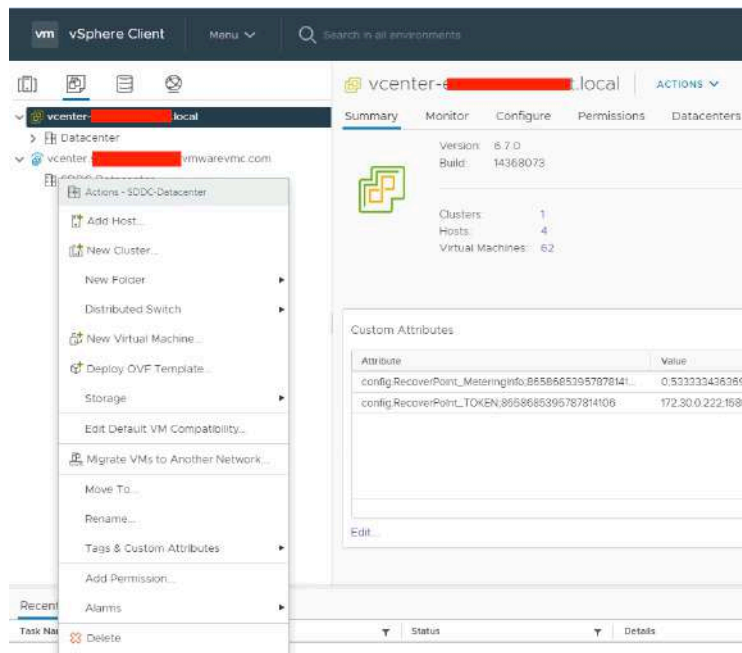 vm vSphere Client Menu Search in all environments
vcenter-e t.local ACTIONS
vcenter- .local
Summary Monitor Configure Permissions Datacenters
Datacenter
Version: 6.7.0
vcenter. vmwarevmc.com
Build: 14368073
SDDC-Datacenter
Actions - SDDC-Datacenter
Add Host...
Clusters: 1
Hosts: 4
New Cluster...
Virtual Machines: 62
New Folder
Distributed Switch
New Virtual Machine...
Custom Attributes
Attribute Value
Deploy OVF Template...
config.RecoverPoint_MeteringInfo;86586853957878141...
Storage
config.RecoverPoint_TOKEN;8658685395787814106 172.30.0.222;158
Edit Default VM Compatibility...
Migrate VMs to Another Network...
Move To...
Rename...
Edit...
Tags & Custom Attributes
Add Permission...
Recent
Alarms
Task Nam Status Details
Delete